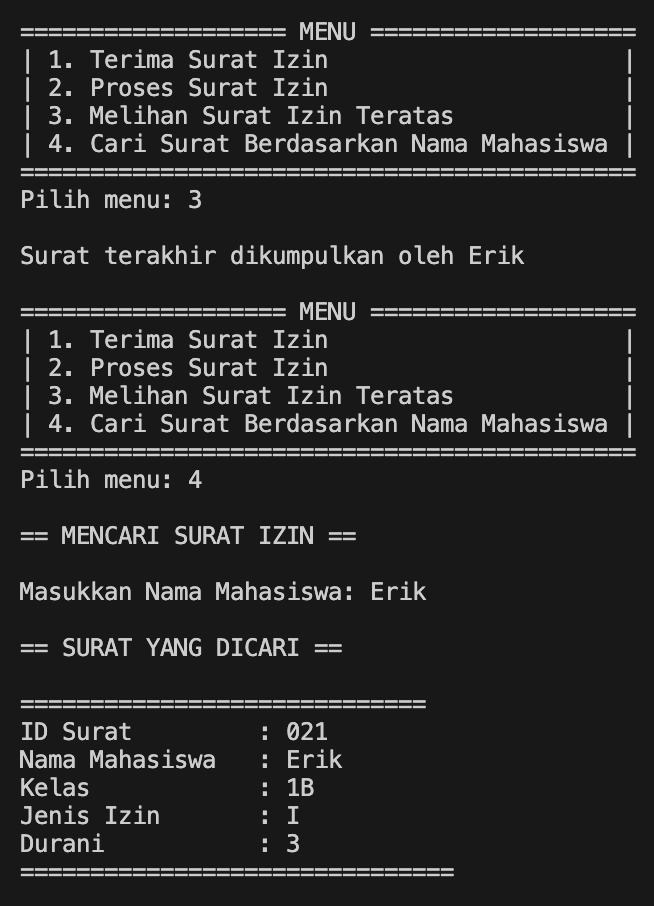 =================== MENU ===================
| 1. Terima Surat Izin                     |
| 2. Proses Surat Izin                     |
| 3. Melihan Surat Izin Teratas            |
| 4. Cari Surat Berdasarkan Nama Mahasiswa |
============================================
Pilih menu: 3
Surat terakhir dikumpulkan oleh Erik
=================== MENU ===================
| 1. Terima Surat Izin                     |
| 2. Proses Surat Izin                     |
| 3. Melihan Surat Izin Teratas            |
| 4. Cari Surat Berdasarkan Nama Mahasiswa |
============================================
Pilih menu: 4
== MENCARI SURAT IZIN ==
Masukkan Nama Mahasiswa: Erik
== SURAT YANG DICARI ==
=============================
ID Surat         : 021
Nama Mahasiswa   : Erik
Kelas            : 1B
Jenis Izin       : I
Durani           : 3
===============================